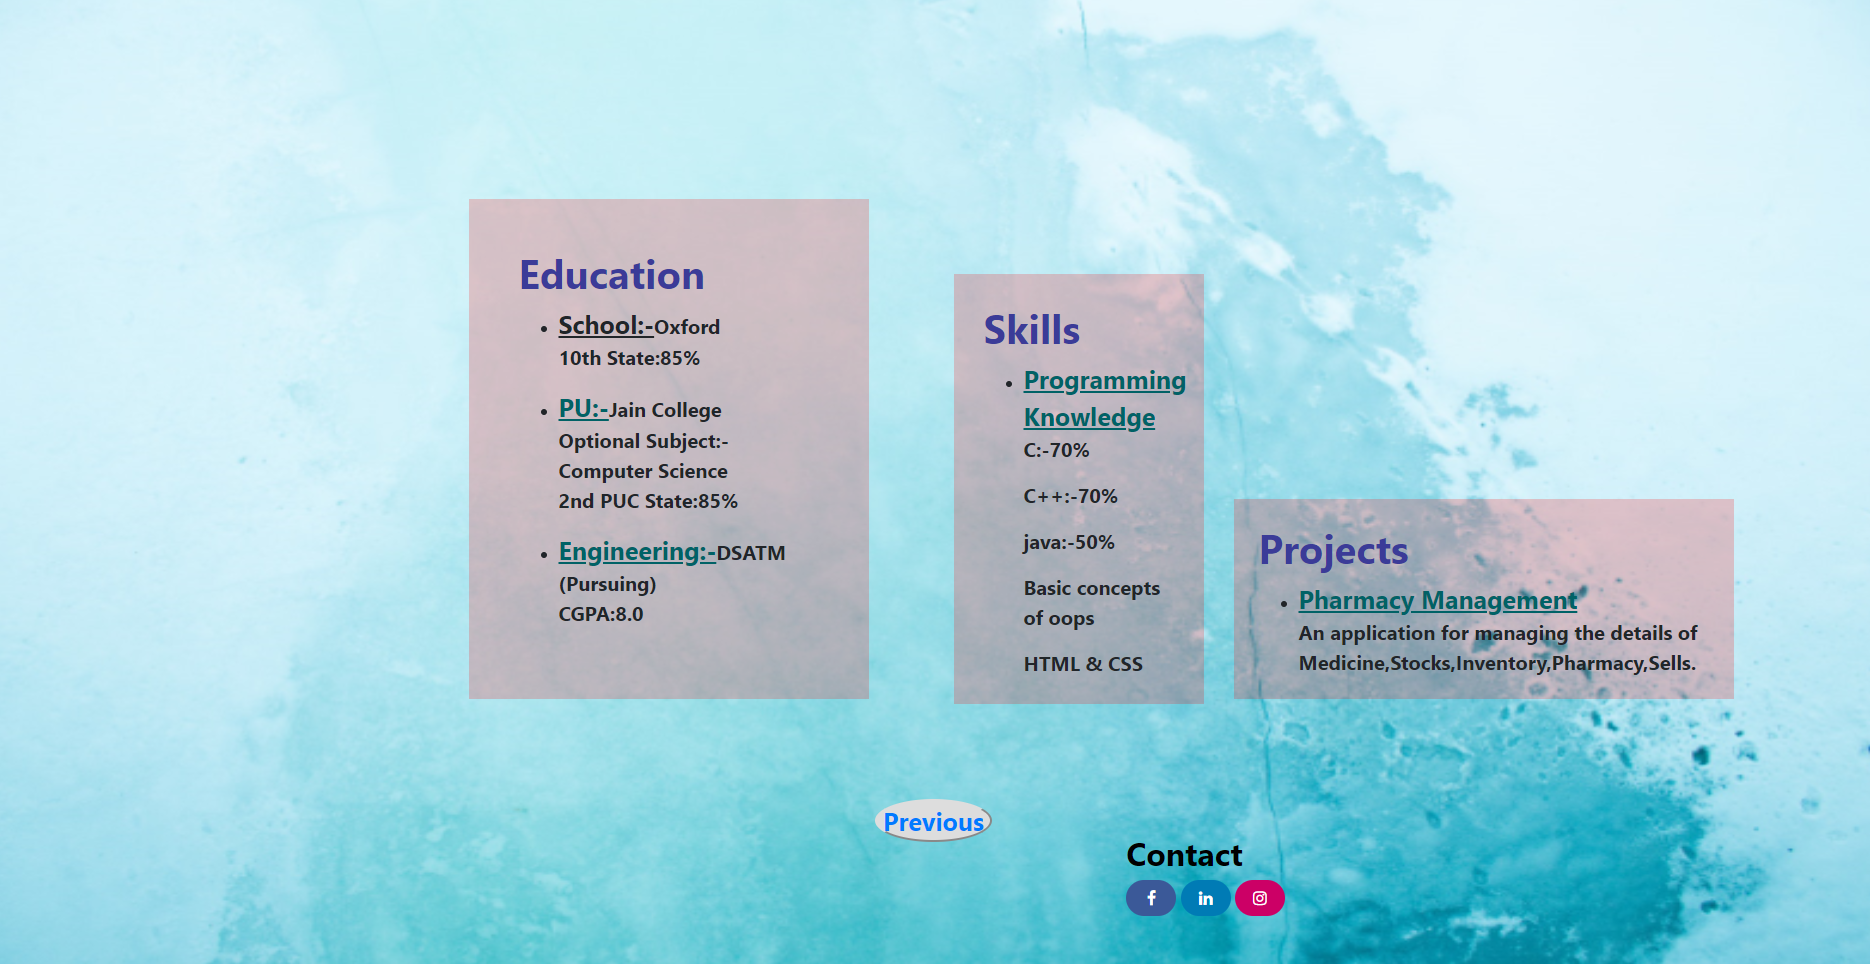 Education
School:-Oxford
10th State:85%
PU:-Jain College
Optional Subject:-
Computer Science
2nd PUC State:85%
Engineering:-DSATM
(Pursuing)
CGPA:8.0
Skills
Programming
Knowledge
C:-70%
C++:-70%
java:-50%
Basic concepts
of oops
HTML & CSS
Projects
Pharmacy Management
An application for managing the details of
Medicine,Stocks,Inventory,Pharmacy,Sells.
Previous
Contact